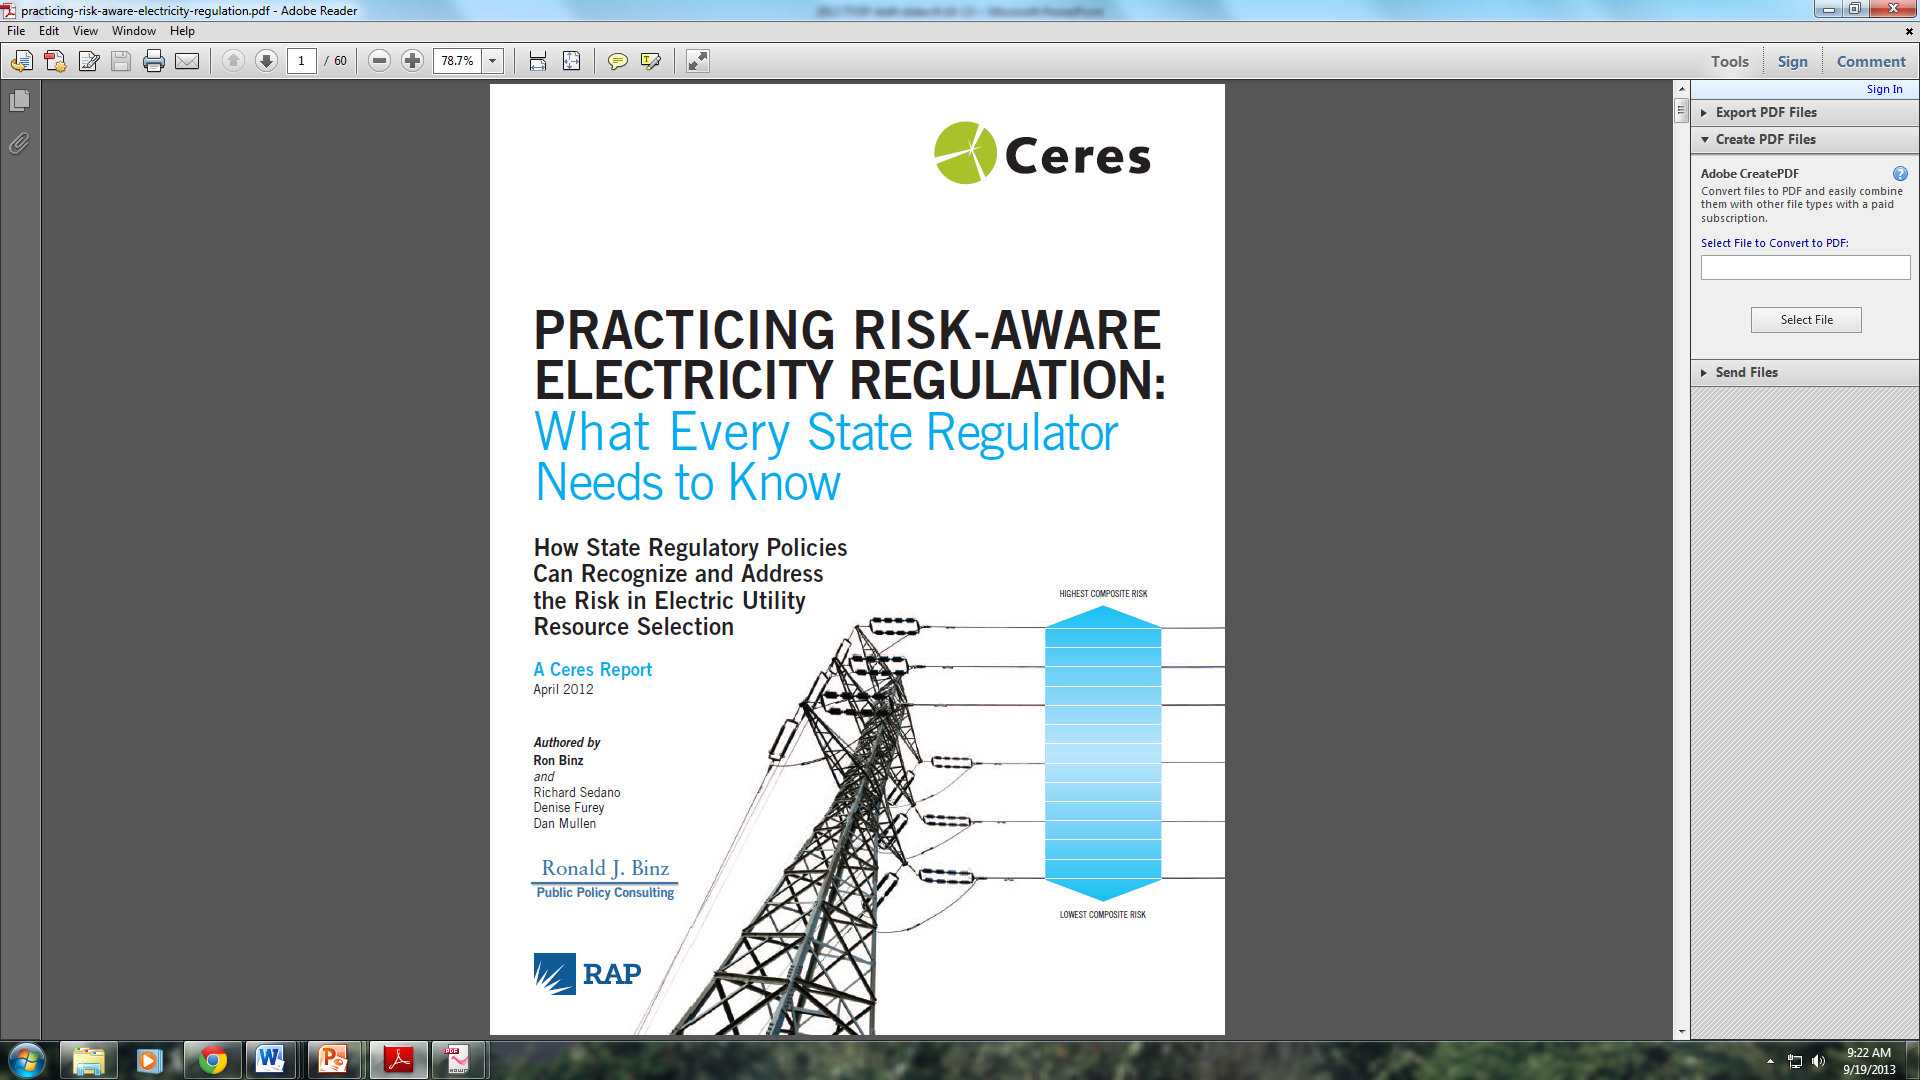 practicing-risk-aware-electricity-regulation.pdf - Adobe Reader
File Edit View Window Help
1 / 60
78.7%
Tools Sign Comment
Sign In
Export PDF Files
Create PDF Files
Adobe CreatePDF
Convert files to PDF and easily combine
them with other file types with a paid
subscription.
Select File to Convert to PDF:
Select File
Send Files
Ceres
PRACTICING RISK-AWARE
ELECTRICITY REGULATION:
What Every State Regulator
Needs to Know
How State Regulatory Policies
Can Recognize and Address
the Risk in Electric Utility
Resource Selection
A Ceres Report
April 2012
Authored by
Ron Binz
and
Richard Sedano
Denise Furey
Dan Mullen
Ronald J. Binz
Public Policy Consulting
RAP
HIGHEST COMPOSITE RISK
LOWEST COMPOSITE RISK
9:22 AM
9/19/2013